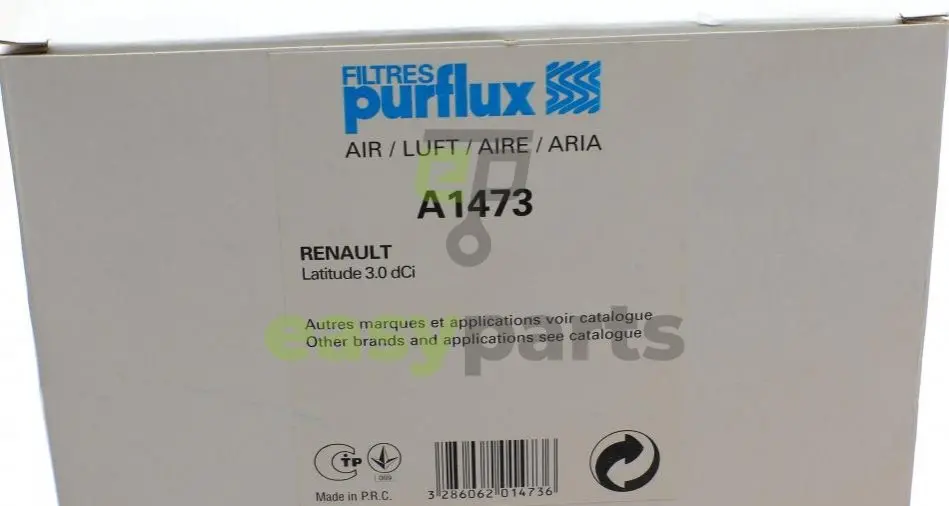 FILTRES
purflux
AIR / LUFT / AIRE / ARIA
A1473
RENAULT
Latitude 3.0 dCi
Autres marques et applications voir catalogue
Other brands and applications see catalogue
easyparts
TP
Made in P.R.C.
3 286062 014736